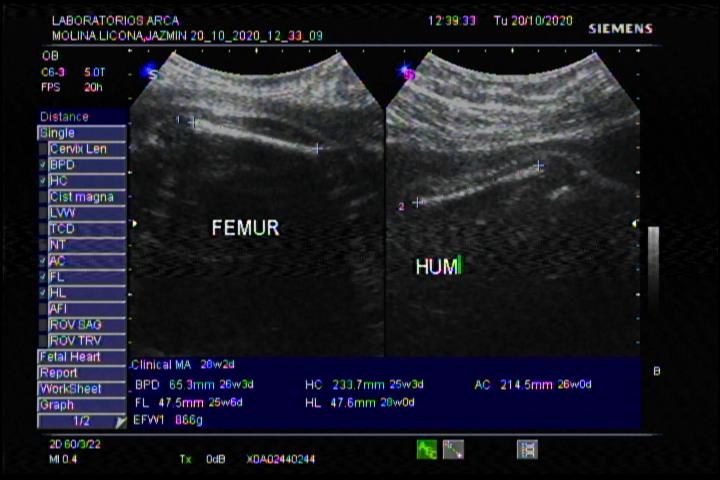 LABORATORIOS ARCA
12:39:33 Tu 20/10/2020
SIEMENS
MOLINA LICONA,JAZMIN 20_10_2020_12_33_09
OB
C6-3 5.0T
FPS 20h
Distance
Single
Cervix Len
BPD
HC
Cist magna
LVW
TCD
NT
AC
FL
HL
AFI
ROV SAG
ROV TRV
Fetal Heart
Report
WorkSheet
Graph
1/2
S
1
FEMUR
2
HUM
B
Clinical MA 26w2d
BPD 65.3mm 26w3d HC 233.7mm 25w3d AC 214.5mm 26w0d
FL 47.5mm 25w6d HL 47.6mm 28w0d
EFW1 866g
2D 60/3/22
MI 0.4 Tx 0dB XDA02440244